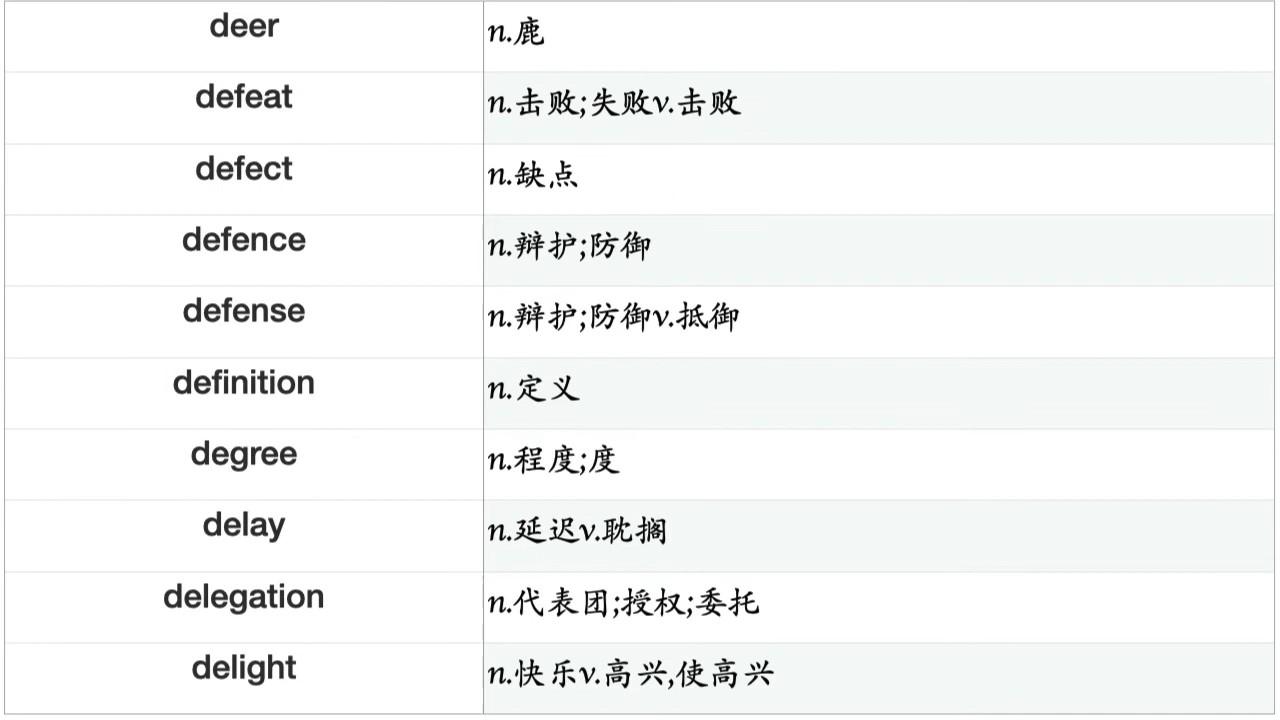 deer n.鹿
defeat n.击败;失败v.击败
defect n.缺点
defence n.辩护;防御
defense n.辩护;防御v.抵御
definition n.定义
degree n.程度;度
delay n.延迟v.耽搁
delegation n.代表团;授权;委托
delight n.快乐v.高兴,使高兴